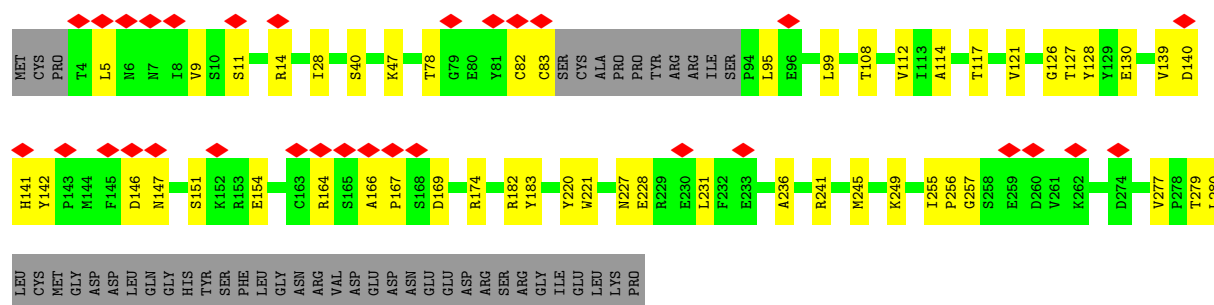 MET CYS PRO T4 L5 N6 N7 I8 V9 S10 S11 R14 I28 S40 K47 T78 G79 E80 Y81 C82 C83 SER CYS ALA PRO PRO TYR ARG ARG ILE SER P94 L95 E96 L99 T108 V112 I113 A114 T117 V121 G126 T127 Y128 Y129 E130 V139 D140
H141 Y142 P143 M144 F145 D146 N147 S151 K152 R153 E154 C163 R164 S165 A166 P167 S168 D169 R174 R182 Y183 Y220 W221 N227 E228 R229 E230 L231 F232 E233 A236 R241 M245 K249 I255 P256 G257 S258 E259 D260 V261 K262 D274 V277 P278 T279 L280
LEU CYS MET GLY ASP ASP LEU GLN GLY HIS TYR SER PHE LEU GLY ASN ARG VAL ASP GLU ASP ASN GLU GLU ASP ARG SER ARG GLY ILE GLU LEU LYS PRO